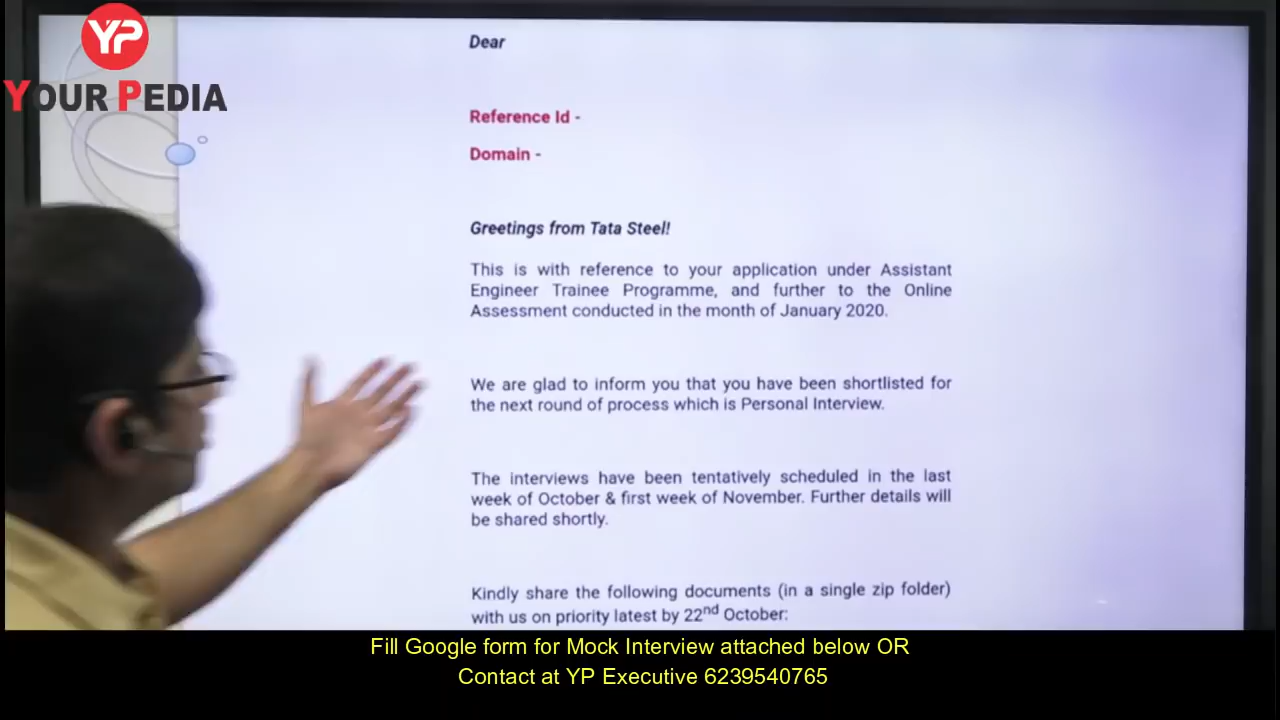 YP
YOUR PEDIA
Dear
Reference Id -
Domain -
Greetings from Tata Steel!
This is with reference to your application under Assistant
Engineer Trainee Programme, and further to the Online
Assessment conducted in the month of January 2020.
We are glad to inform you that you have been shortlisted for
the next round of process which is Personal Interview.
The interviews have been tentatively scheduled in the last
week of October & first week of November. Further details will
be shared shortly.
Kindly share the following documents (in a single zip folder)
with us on priority latest by 22nd October:
Fill Google form for Mock Interview attached below OR
Contact at YP Executive 6239540765